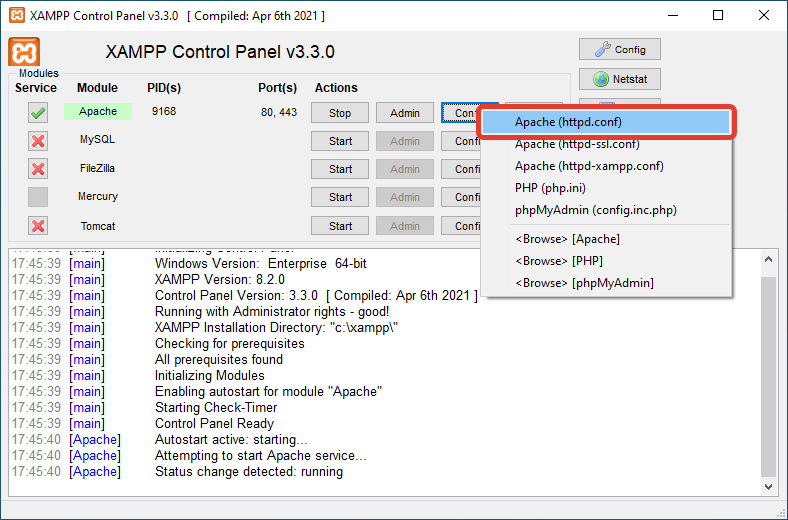 XAMPP Control Panel v3.3.0   [ Compiled: Apr 6th 2021 ]
XAMPP Control Panel v3.3.0
Config
Netstat
Modules
Service Module PID(s) Port(s) Actions
Apache 9168 80, 443 Stop Admin
MySQL Start Admin
FileZilla Start Admin
Mercury Start Admin
Tomcat Start Admin
Apache (httpd.conf)
Apache (httpd-ssl.conf)
Apache (httpd-xampp.conf)
PHP (php.ini)
phpMyAdmin (config.inc.php)
<Browse> [Apache]
<Browse> [PHP]
<Browse> [phpMyAdmin]
17:45:39 [main] Windows Version:  Enterprise  64-bit
17:45:39 [main] XAMPP Version: 8.2.0
17:45:39 [main] Control Panel Version: 3.3.0  [ Compiled: Apr 6th 2021 ]
17:45:39 [main] Running with Administrator rights - good!
17:45:39 [main] XAMPP Installation Directory: "c:\xampp\"
17:45:39 [main] Checking for prerequisites
17:45:39 [main] All prerequisites found
17:45:39 [main] Initializing Modules
17:45:39 [main] Enabling autostart for module "Apache"
17:45:39 [main] Starting Check-Timer
17:45:39 [main] Control Panel Ready
17:45:40 [Apache] Autostart active: starting...
17:45:40 [Apache] Attempting to start Apache service...
17:45:40 [Apache] Status change detected: running